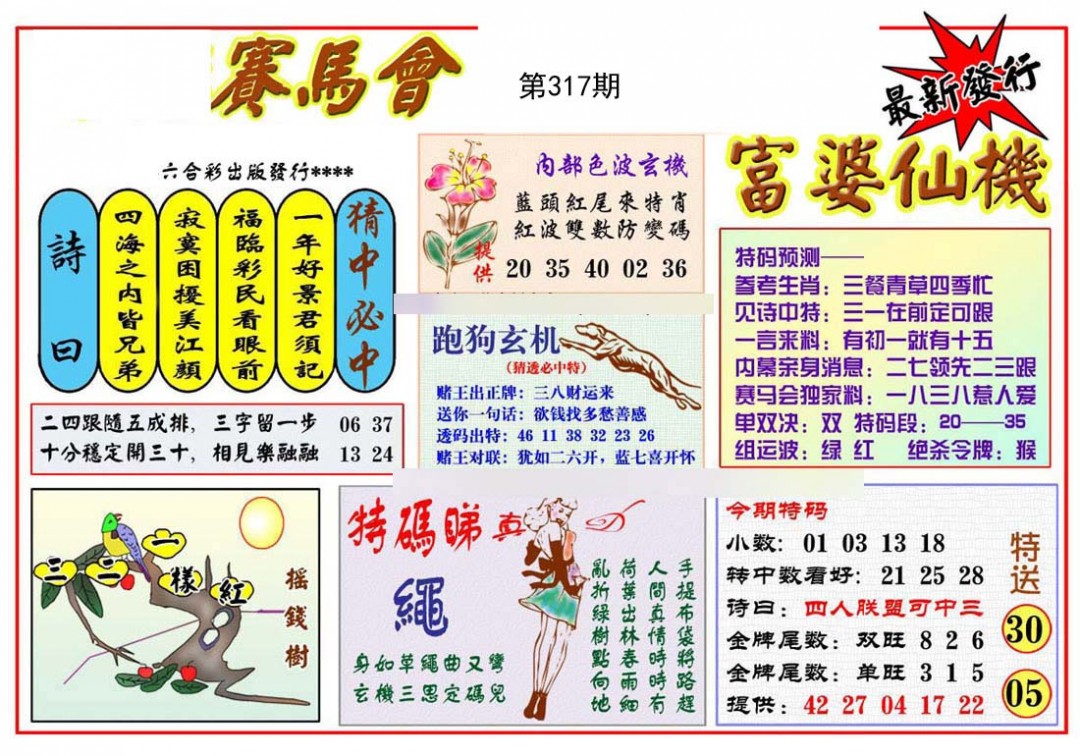 賽馬會
第317期
最新發行
六合彩出版發行****
詩曰
四海之內皆兄弟
寂寞困擾美江顏
福臨彩民看眼前
一年好景君須記
猜中必中
二四跟隨五成排，三字留一步 06 37
十分穩定開三十，相見樂融融 13 24
內部色波玄機
藍頭紅尾來特肖
紅波雙數防變碼
提供
20 35 40 02 36
跑狗玄机
（猜透必中特）
赌王出正牌：三八财运来
送你一句话：欲钱找多愁善感
透码出特：46 11 38 32 23 26
赌王对联：犹如二六开，蓝七喜开怀
富婆仙機
特码预测——
参考生肖：三餐青草四季忙
见诗中特：三一在前定可跟
一言来料：有初一就有十五
内幕亲身消息：二七领先二三跟
赛马会独家料：一八三八惹人爱
单双决：双 特码段：20——35
组运波：绿 红 绝杀令牌：猴
三二一樣紅
搖錢樹
特碼睇真D
繩
身如草繩曲又彎
玄機三思定碼兒
手提布袋將路趕
人間真情時時有
荷葉出林春雨細
亂折綠樹點向地
今期特码
小数：01 03 13 18
转中数看好：21 25 28
诗曰：四人联盟可中三
金牌尾数：双旺 8 2 6
金牌尾数：单旺 3 1 5
提供：42 27 04 17 22
特送
30
05